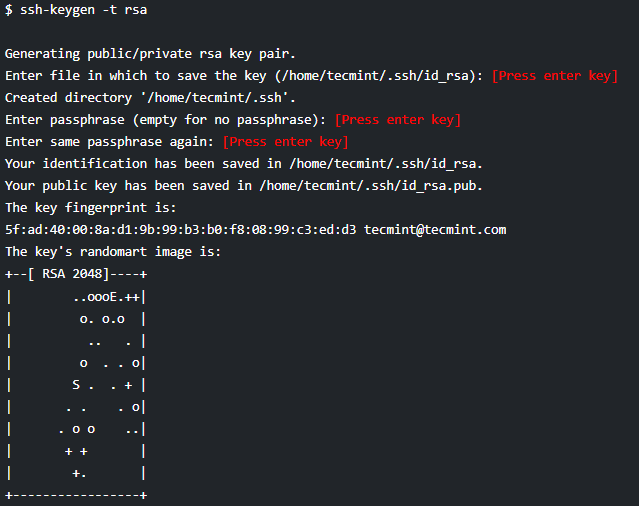 $ ssh-keygen -t rsa

Generating public/private rsa key pair.
Enter file in which to save the key (/home/tecmint/.ssh/id_rsa): [Press enter key]
Created directory '/home/tecmint/.ssh'.
Enter passphrase (empty for no passphrase): [Press enter key]
Enter same passphrase again: [Press enter key]
Your identification has been saved in /home/tecmint/.ssh/id_rsa.
Your public key has been saved in /home/tecmint/.ssh/id_rsa.pub.
The key fingerprint is:
5f:ad:40:00:8a:d1:9b:99:b3:b0:f8:08:99:c3:ed:d3 tecmint@tecmint.com
The key's randomart image is:
+--[ RSA 2048]----+
|        ..oooE.++|
|         o. o.o  |
|          ..   . |
|         o  . . o|
|        S .  . + |
|       . .    . o|
|      . o o    ..|
|       + +       |
|        +.       |
+-----------------+